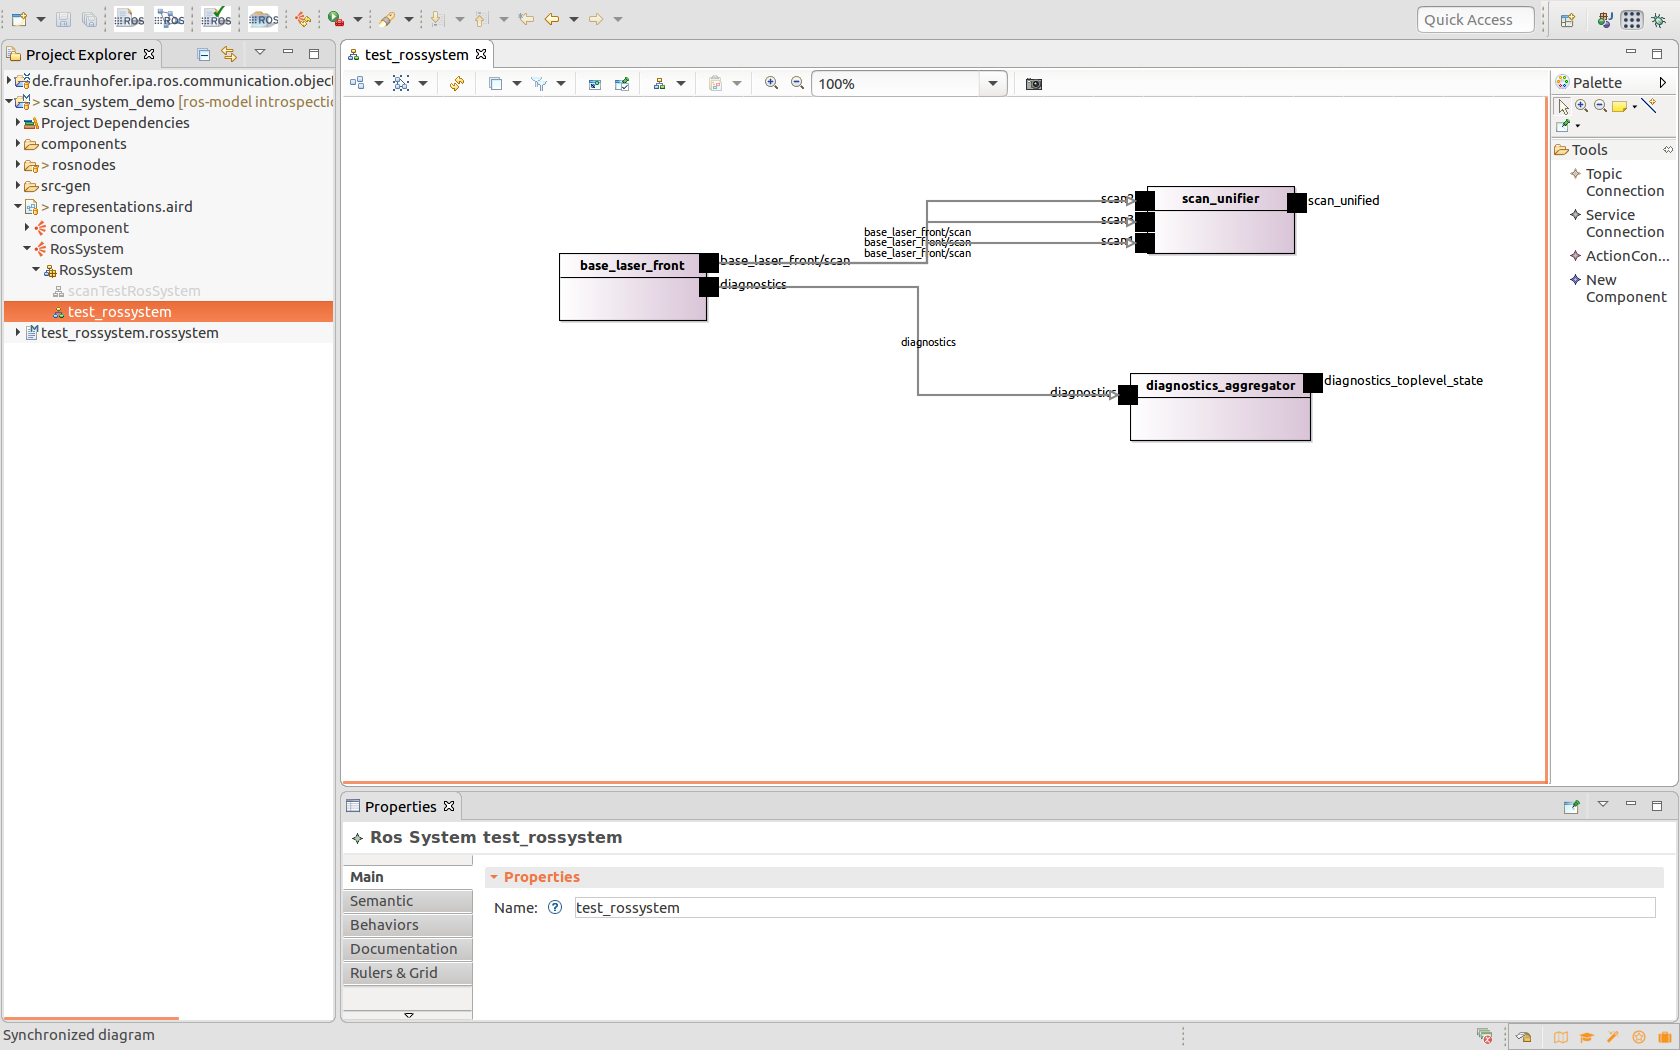 ROS
ROS
ROS
ROS
Quick Access
Project Explorer
test_rossystem
de.fraunhofer.ipa.ros.communication.object
> scan_system_demo [ros-model introspectio
Project Dependencies
components
> rosnodes
src-gen
> representations.aird
component
RosSystem
RosSystem
scanTestRosSystem
test_rossystem
test_rossystem.rossystem
100%
Palette
Tools
Topic
Connection
Service
Connection
ActionCon...
New
Component
scan_unifier
scan_unified
scan3
scan1
base_laser_front/scan
base_laser_front/scan
base_laser_front/scan
base_laser_front
base_laser_front/scan
diagnostics
diagnostics
diagnostics
diagnostics_aggregator
diagnostics_toplevel_state
Properties
Ros System test_rossystem
Main
Semantic
Behaviors
Documentation
Rulers & Grid
Properties
Name:
test_rossystem
Synchronized diagram